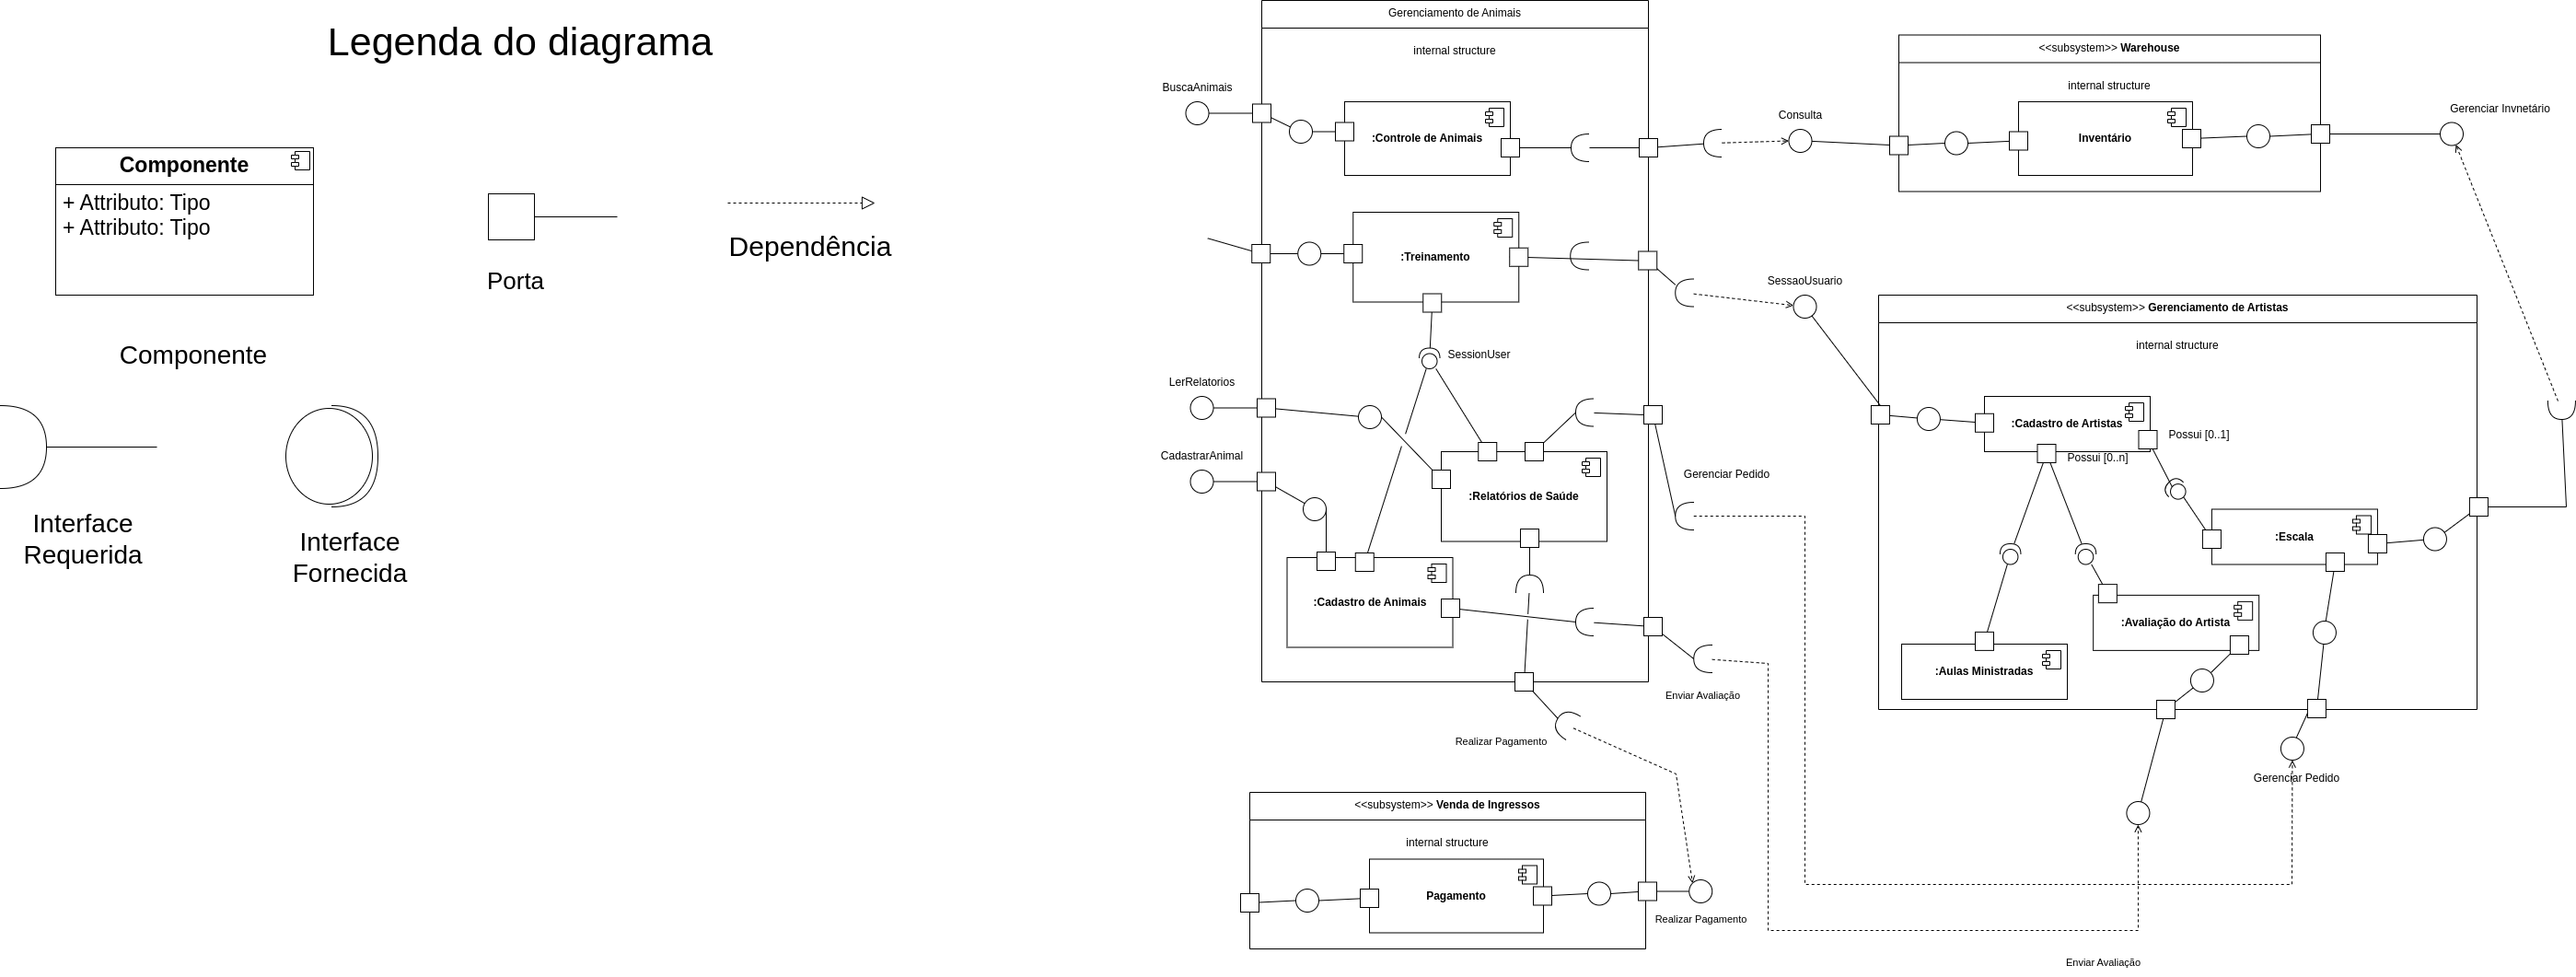 Legenda do diagrama
Componente
+ Atributo: Tipo
+ Atributo: Tipo
Componente
Porta
Dependência
Interface
Requerida
Interface
Fornecida
Gerenciamento de Animais
internal structure
BuscaAnimais
:Controle de Animais
:Treinamento
SessionUser
LerRelatorios
CadastrarAnimal
:Relatórios de Saúde
:Cadastro de Animais
Consulta
SessaoUsuario
Gerenciar Pedido
Enviar Avaliação
Realizar Pagamento
<<subsystem>> Warehouse
internal structure
Inventário
Gerenciar Invnetário
<<subsystem>> Gerenciamento de Artistas
internal structure
:Cadastro de Artistas
Possui [0..1]
Possui [0..n]
:Escala
:Avaliação do Artista
:Aulas Ministradas
Gerenciar Pedido
<<subsystem>> Venda de Ingressos
internal structure
Pagamento
Realizar Pagamento
Enviar Avaliação